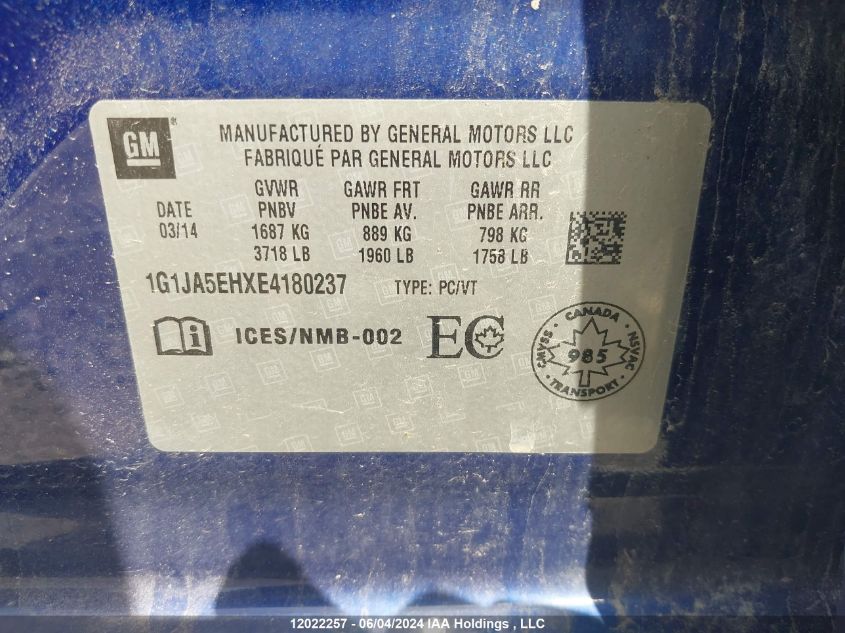 GM
MANUFACTURED BY GENERAL MOTORS LLC
FABRIQUÉ PAR GENERAL MOTORS LLC
DATE
03/14
GVWR
PNBV
1687 KG
3718 LB
GAWR FRT
PNBE AV.
889 KG
1960 LB
GAWR RR
PNBE ARR.
798 KG
1758 LB
1G1JA5EHXE4180237 TYPE: PC/VT
ICES/NMB-002 EC
CANADA
CMVSS 985 NSVAC
TRANSPORT
12022257 - 06/04/2024 IAA Holdings , LLC